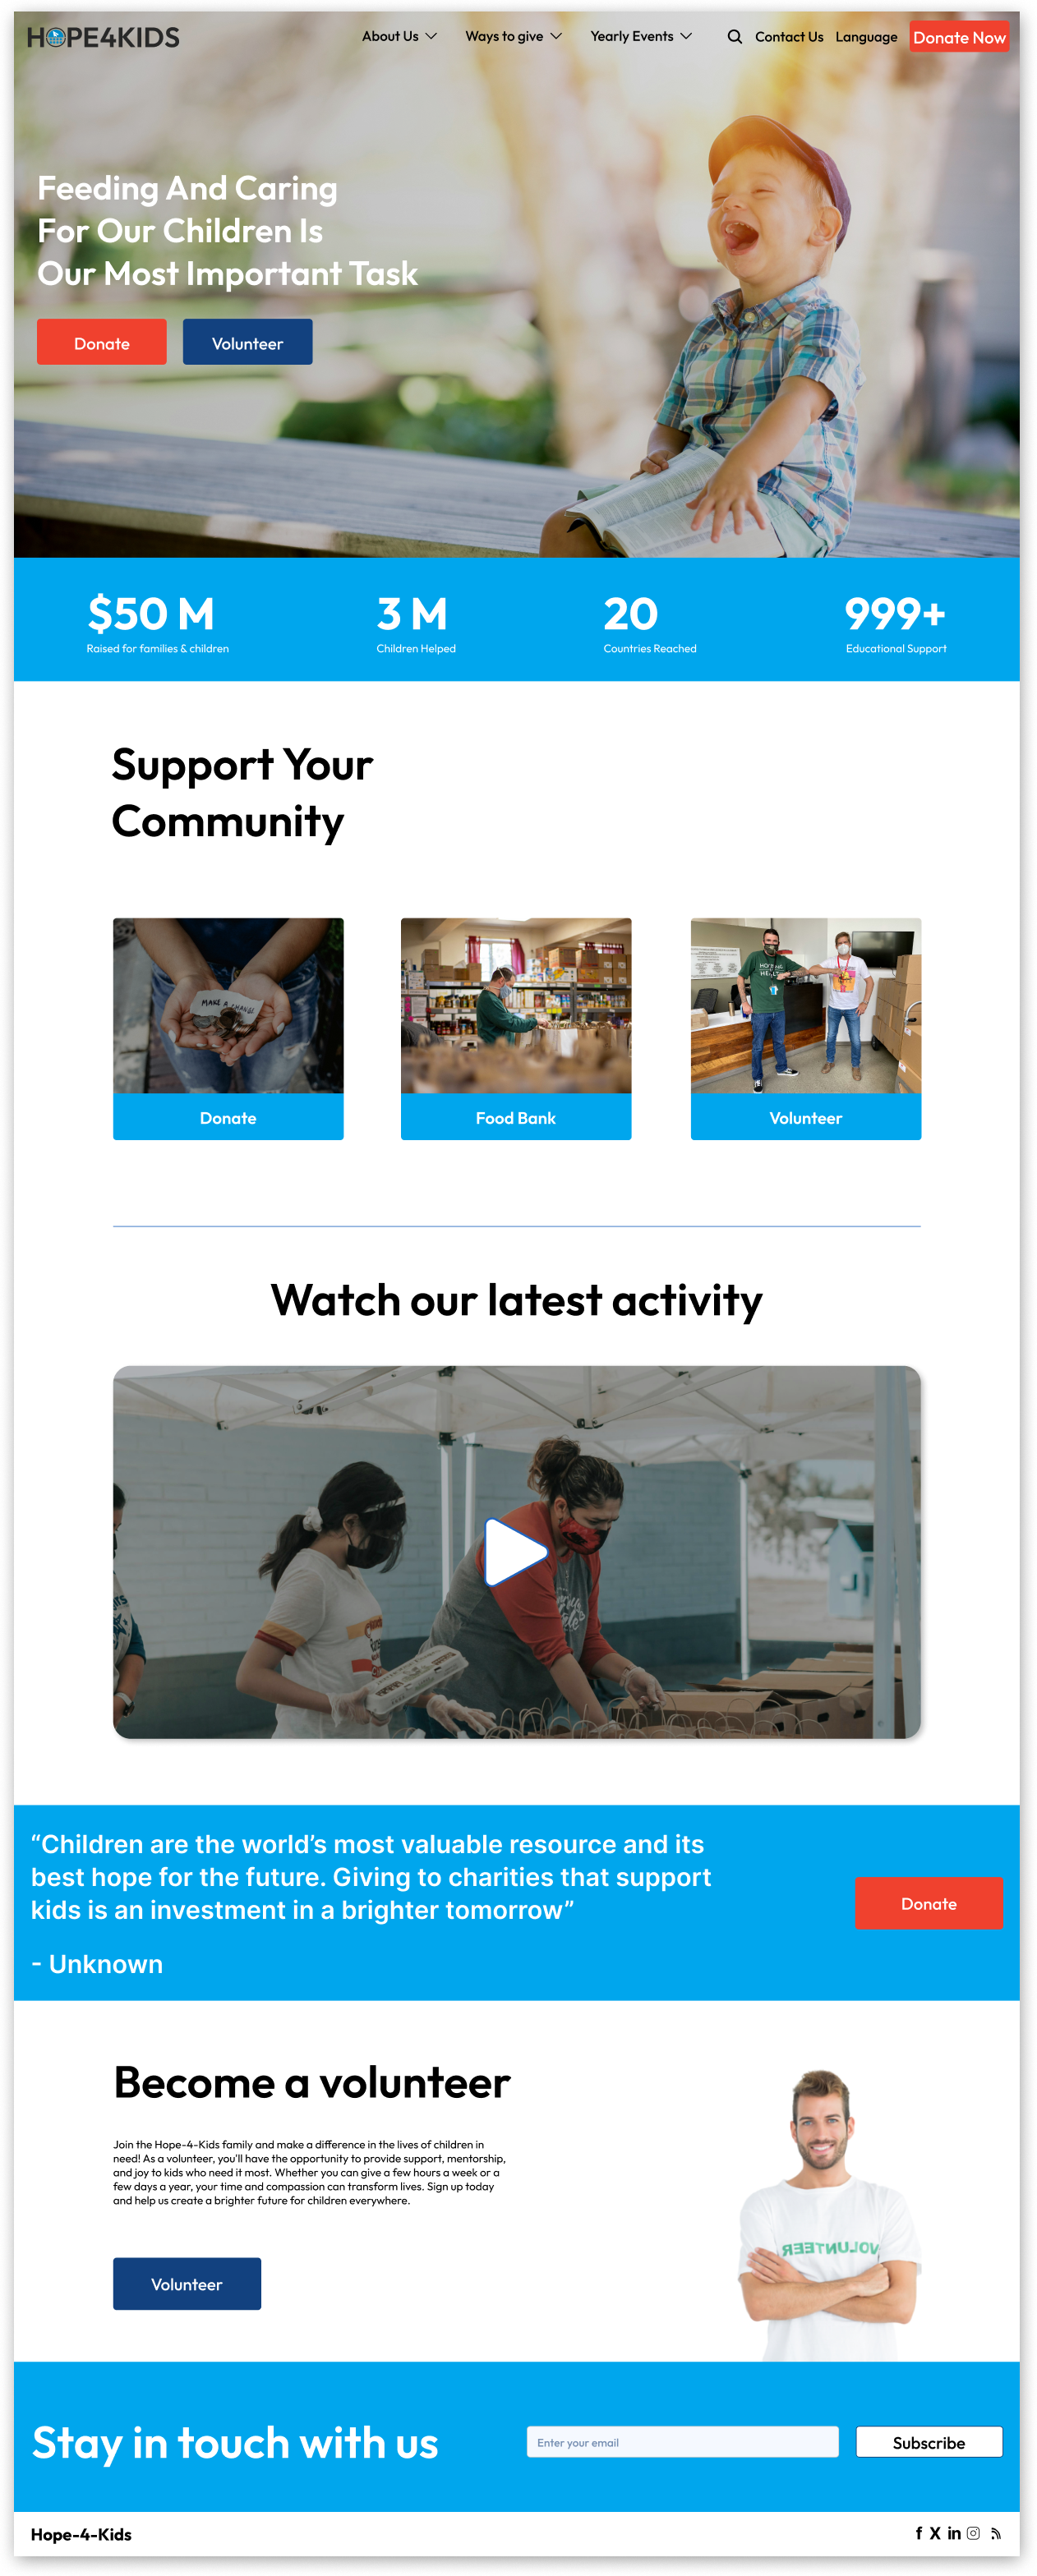 HOPE4KIDS
About Us
Ways to give
Yearly Events
Contact Us
Language
Donate Now
Feeding And Caring
For Our Children Is
Our Most Important Task
Donate
Volunteer
$50 M
Raised for families & children
3 M
Children Helped
20
Countries Reached
999+
Educational Support
Support Your
Community
MAKE A CHANGE
Donate
Food Bank
Volunteer
Watch our latest activity
“Children are the world’s most valuable resource and its
best hope for the future. Giving to charities that support
kids is an investment in a brighter tomorrow”
- Unknown
Donate
Become a volunteer
Join the Hope-4-Kids family and make a difference in the lives of children in
need! As a volunteer, you'll have the opportunity to provide support, mentorship,
and joy to kids who need it most. Whether you can give a few hours a week or a
few days a year, your time and compassion can transform lives. Sign up today
and help us create a brighter future for children everywhere.
Volunteer
VOLUNTEER
Stay in touch with us
Enter your email
Subscribe
Hope-4-Kids
f X in